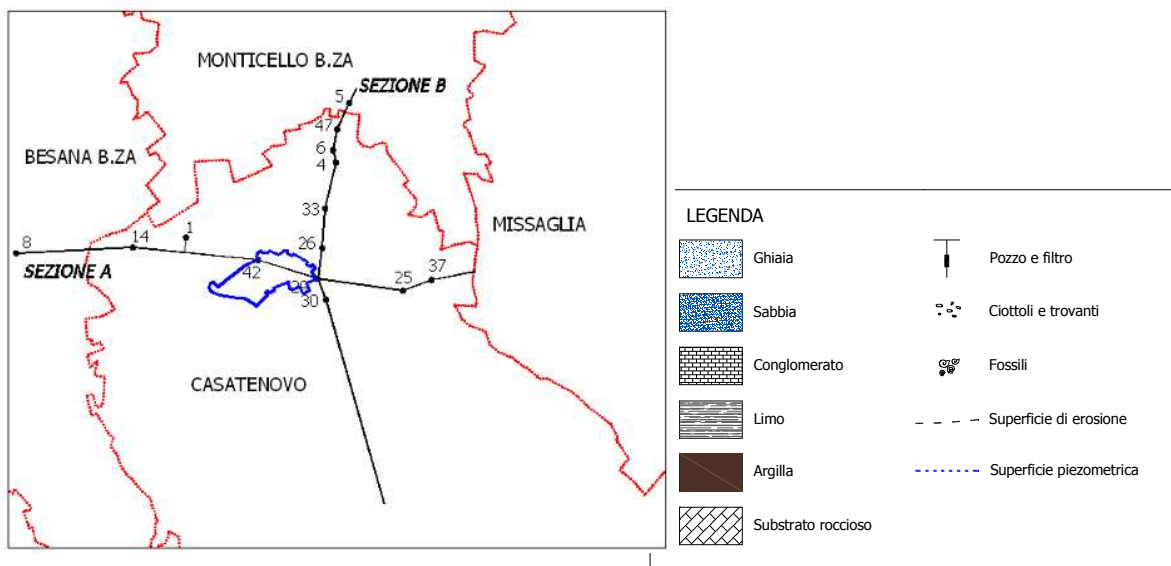 MONTICELLO B.ZA
SEZIONE B
5
47
6
4
BESANA B.ZA
33
MISSAGLIA
1
14
8
26
SEZIONE A
42
37
25
29
30
CASATENOVO
LEGENDA
Ghiaia
Pozzo e filtro
Sabbia
Ciottoli e trovanti
Conglomerato
Fossili
Limo
Superficie di erosione
Argilla
Superficie piezometrica
Substrato roccioso